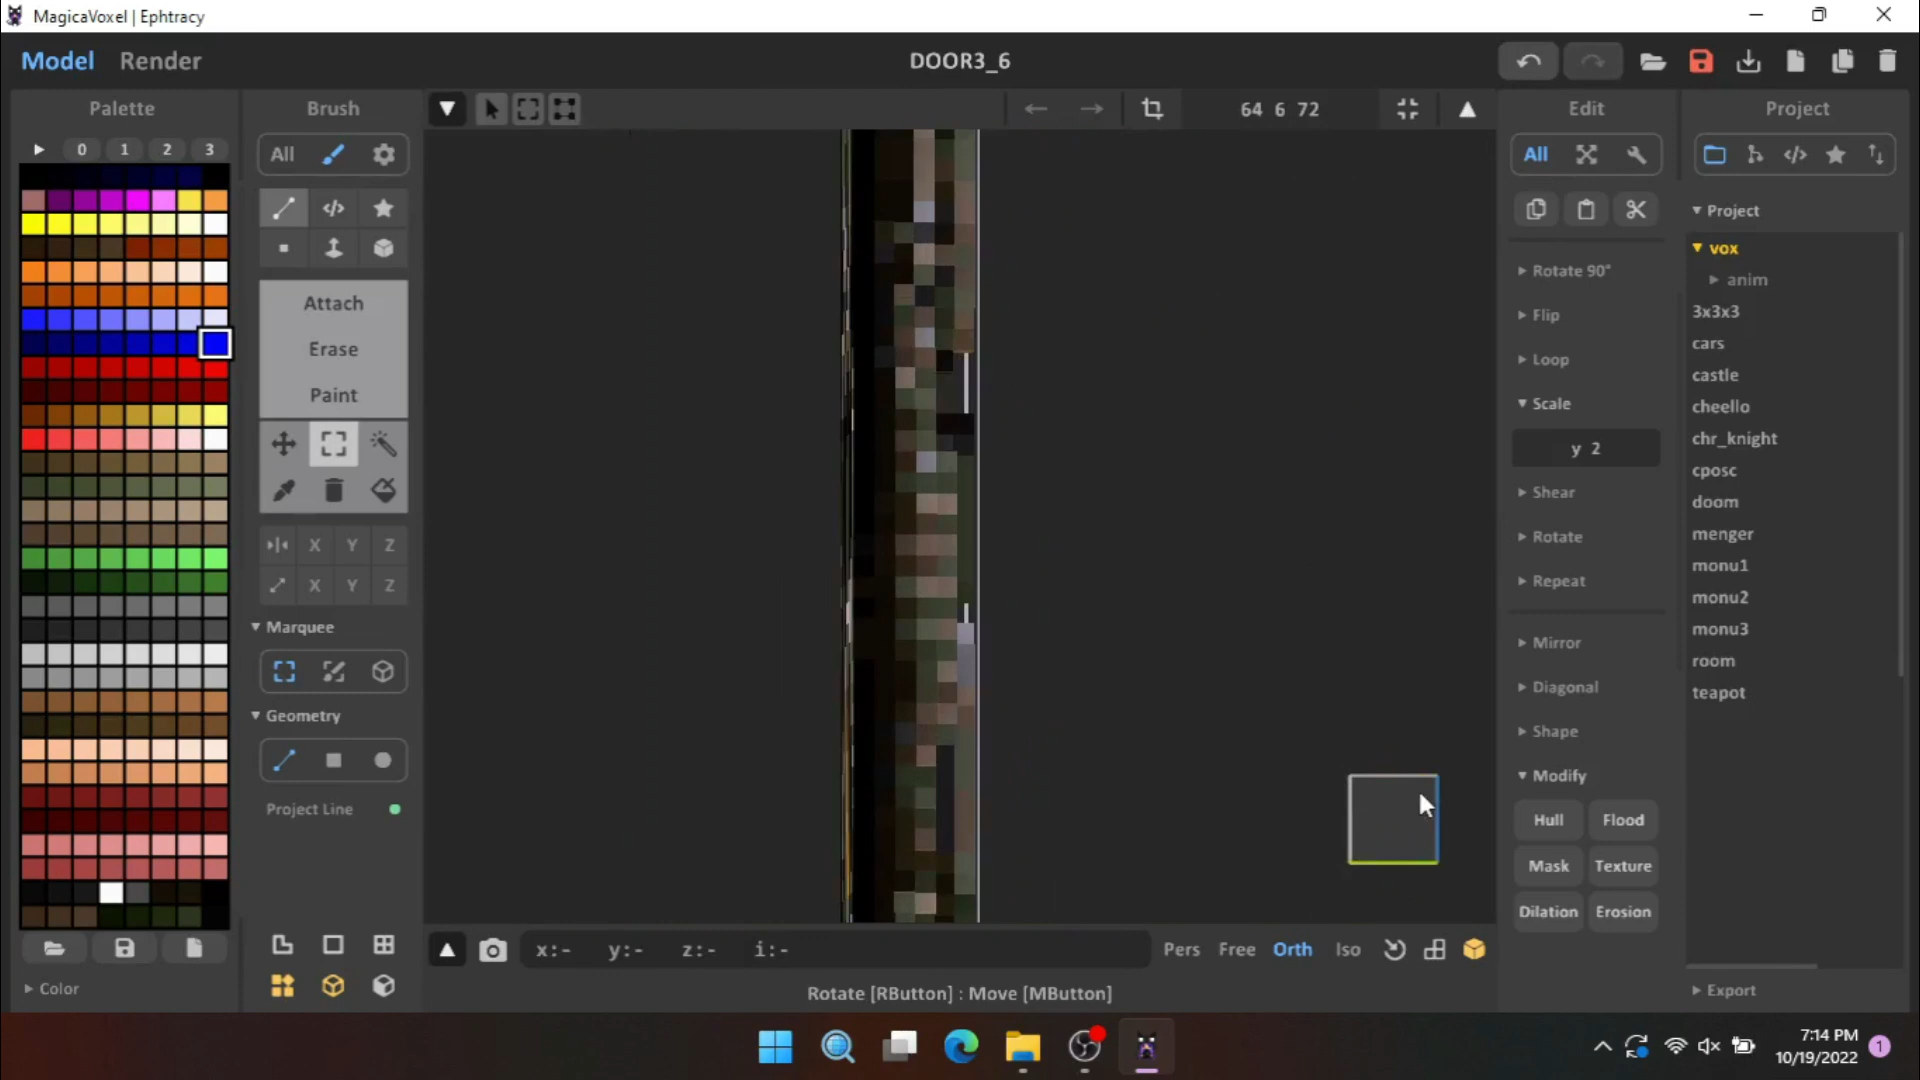 MagicaVoxel | Ephtracy
Model Render
DOOR3_6
Palette
Brush
64 6 72
Edit
Project
0 1 2 3
All
All
Project
vox
anim
3x3x3
cars
castle
cheello
chr_knight
cposc
doom
menger
monu1
monu2
monu3
room
teapot
Attach
Erase
Paint
X Y Z
X Y Z
Marquee
Geometry
Project Line
Rotate 90°
Flip
Loop
Scale
y 2
Shear
Rotate
Repeat
Mirror
Diagonal
Shape
Modify
Hull Flood
Mask Texture
Dilation Erosion
x:- y:- z:- i:-
Pers Free Orth Iso
Color
Rotate [RButton] : Move [MButton]
Export
7:14 PM
10/19/2022
1